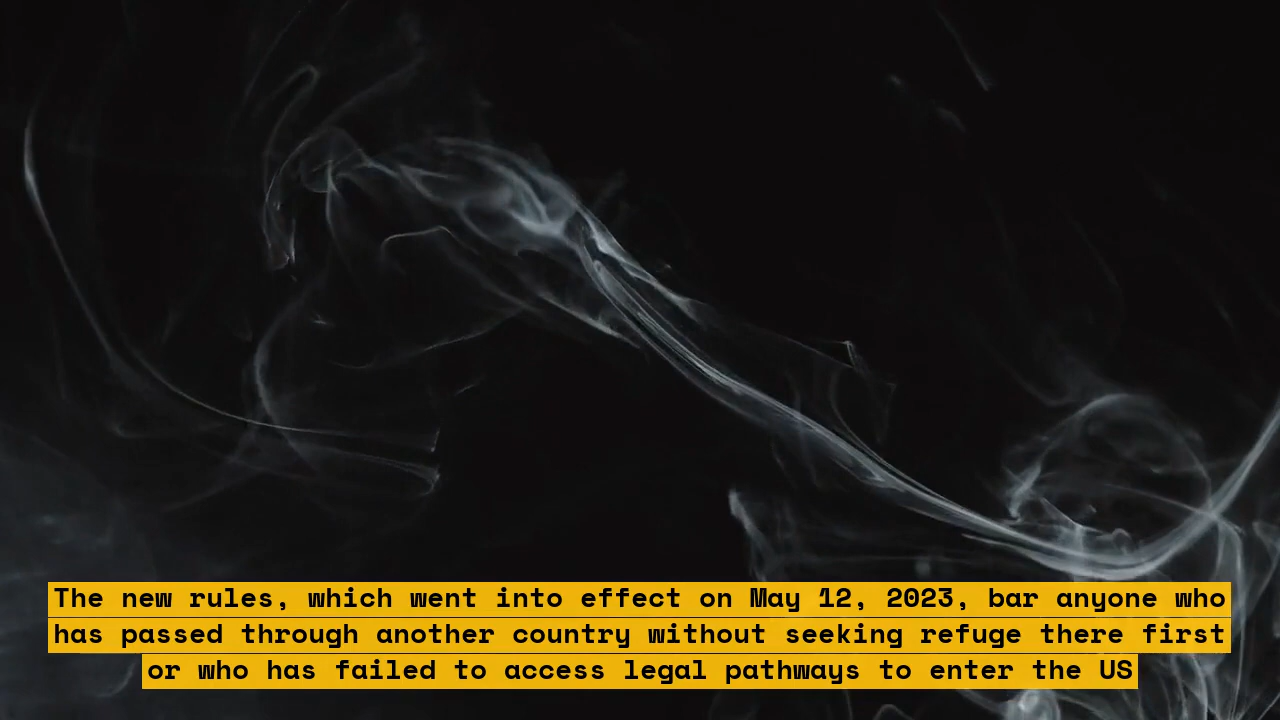 The new rules, which went into effect on May 12, 2023, bar anyone who
has passed through another country without seeking refuge there first
or who has failed to access legal pathways to enter the US